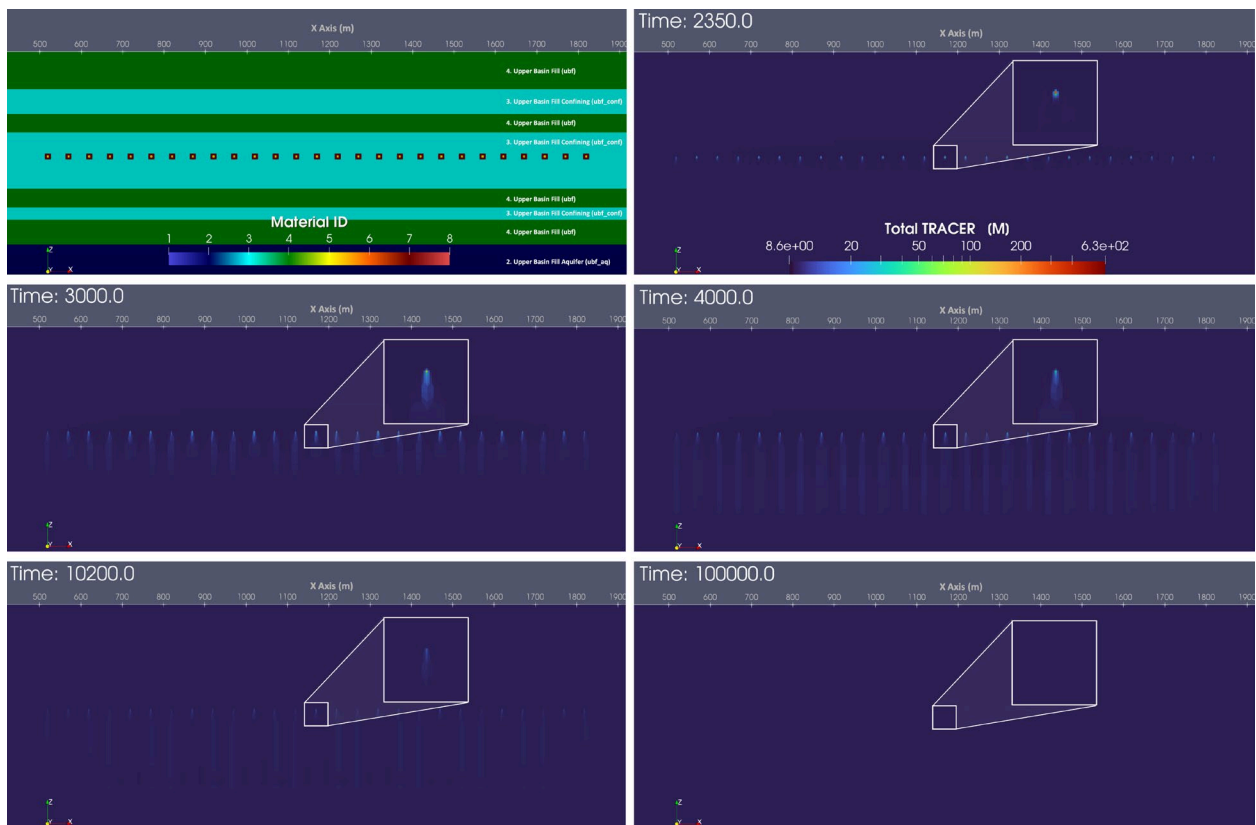 X Axis (m)
500 600 700 800 900 1000 1100 1200 1300 1400 1500 1600 1700 1800 1900
4. Upper Basin Fill (ubf)
3. Upper Basin Fill Confining (ubf_conf)
4. Upper Basin Fill (ubf)
3. Upper Basin Fill Confining (ubf_conf)
4. Upper Basin Fill (ubf)
3. Upper Basin Fill Confining (ubf_conf)
4. Upper Basin Fill (ubf)
2. Upper Basin Fill Aquifer (ubf_aq)
Material ID
1 2 3 4 5 6 7 8
Z
Y X
Time: 2350.0
X Axis (m)
500 600 700 800 900 1000 1100 1200 1300 1400 1500 1600 1700 1800 1900
Total TRACER (M)
8.6e+00 20 50 100 200 6.3e+02
Z
Y X
Time: 3000.0
X Axis (m)
500 600 700 800 900 1000 1100 1200 1300 1400 1500 1600 1700 1800 1900
Z
Y X
Time: 4000.0
X Axis (m)
500 600 700 800 900 1000 1100 1200 1300 1400 1500 1600 1700 1800 1900
Z
Y X
Time: 10200.0
X Axis (m)
500 600 700 800 900 1000 1100 1200 1300 1400 1500 1600 1700 1800 1900
Z
Y X
Time: 100000.0
X Axis (m)
500 600 700 800 900 1000 1100 1200 1300 1400 1500 1600 1700 1800 1900
Z
Y X